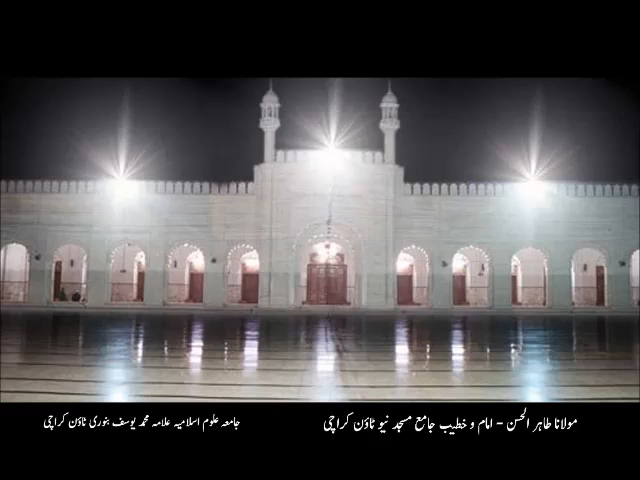 مولانا طاہر الحسن - امام و خطیب جامع مسجد نیو ٹاؤن کراچی
جامعہ علوم اسلامیہ علامہ محمد یوسف بنوری ٹاؤن کراچی